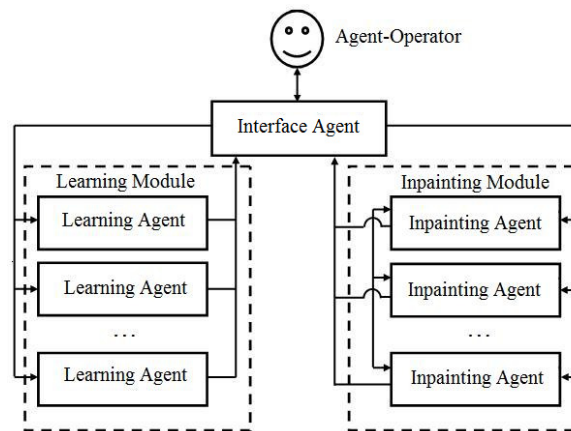 Agent-Operator
Interface Agent
Learning Module
Learning Agent
Learning Agent
...
Learning Agent
Inpainting Module
Inpainting Agent
Inpainting Agent
...
Inpainting Agent